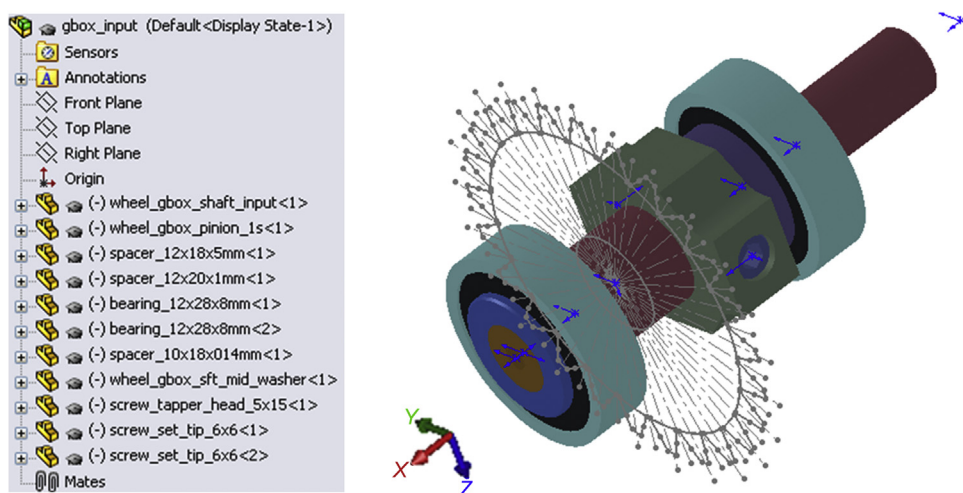 gbox_input (Default<Display State-1>)
Sensors
A Annotations
Front Plane
Top Plane
Right Plane
Origin
(-) wheel_gbox_shaft_input<1>
(-) wheel_gbox_pinion_1s<1>
(-) spacer_12x18x5mm<1>
(-) spacer_12x20x1mm<1>
(-) bearing_12x28x8mm<1>
(-) bearing_12x28x8mm<2>
(-) spacer_10x18x014mm<1>
(-) wheel_gbox_sft_mid_washer<1>
(-) screw_tapper_head_5x15<1>
(-) screw_set_tip_6x6<1>
(-) screw_set_tip_6x6<2>
Mates
Y
X
Z